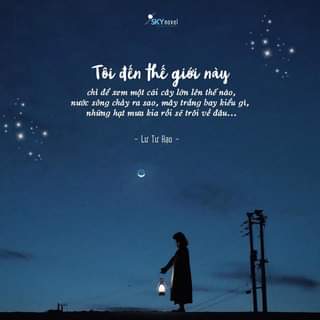 SKYnovel
Tôi đến thế giới này
chỉ để xem một cái cây lớn lên thế nào,
nước sông chảy ra sao, mây trắng bay kiểu gì,
những hạt mưa kia rồi sẽ trôi về đâu...
- Lư Tư Hạo -